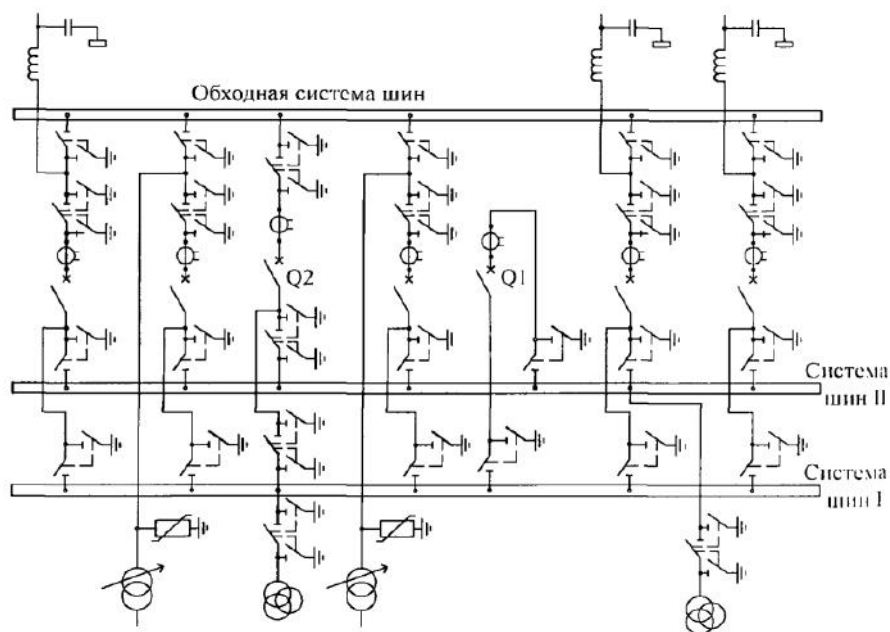 Обходная система шин
Q2
Q1
Система
шин II
Система
шин I